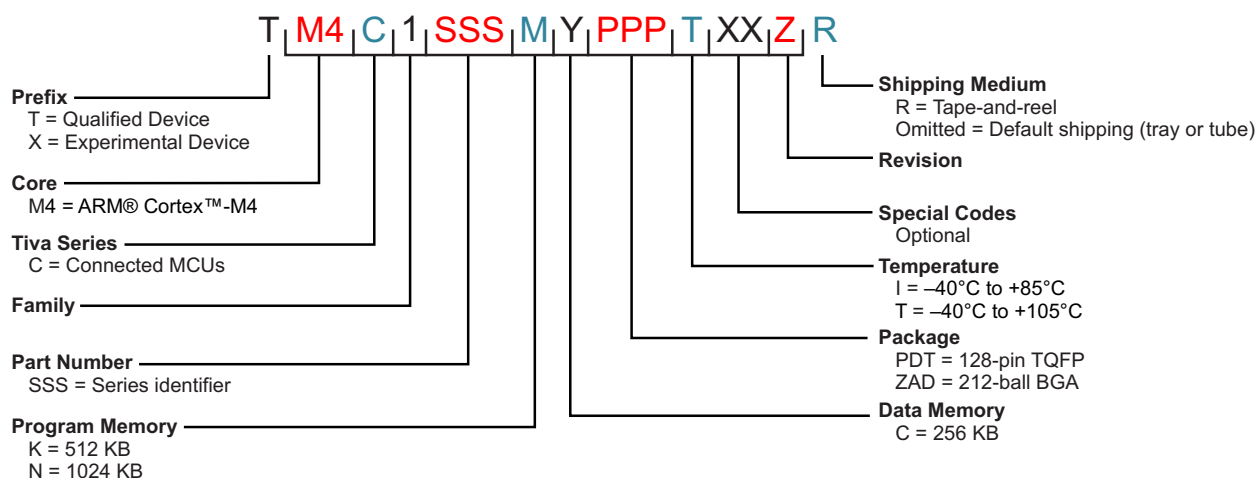 T M4 C 1 SSS M Y PPP T XX Z R
Prefix
T = Qualified Device
X = Experimental Device
Core
M4 = ARM® Cortex™-M4
Tiva Series
C = Connected MCUs
Family
Part Number
SSS = Series identifier
Program Memory
K = 512 KB
N = 1024 KB
Shipping Medium
R = Tape-and-reel
Omitted = Default shipping (tray or tube)
Revision
Special Codes
Optional
Temperature
I = –40°C to +85°C
T = –40°C to +105°C
Package
PDT = 128-pin TQFP
ZAD = 212-ball BGA
Data Memory
C = 256 KB